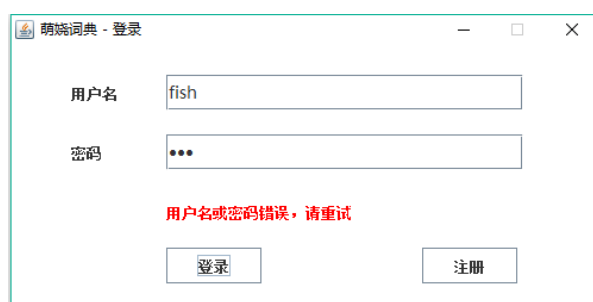 萌娆词典 - 登录
用户名 fish
密码 •••
用户名或密码错误，请重试
登录 注册